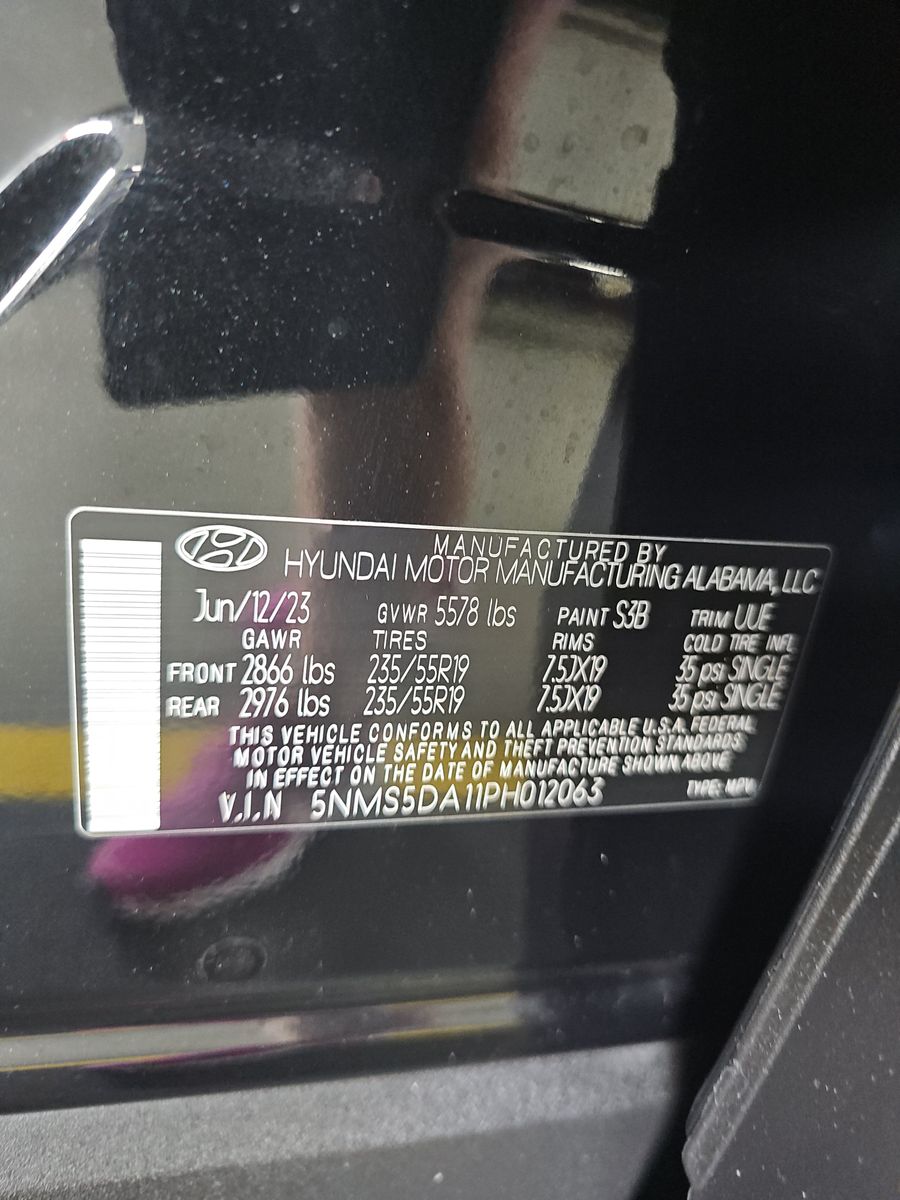 MANUFACTURED BY
HYUNDAI MOTOR MANUFACTURING ALABAMA, LLC
Jun/12/23 GVWR 5578 lbs PAINT S3B TRIM UUE
GAWR TIRES RIMS COLD TIRE INFL
FRONT 2866 lbs 235/55R19 7.5JX19 35 psi SINGLE
REAR 2976 lbs 235/55R19 7.5JX19 35 psi SINGLE
THIS VEHICLE CONFORMS TO ALL APPLICABLE U.S.A. FEDERAL
MOTOR VEHICLE SAFETY AND THEFT PREVENTION STANDARDS
IN EFFECT ON THE DATE OF MANUFACTURE SHOWN ABOVE
V.I.N 5NMS5DA11PH012063 TYPE: MPV